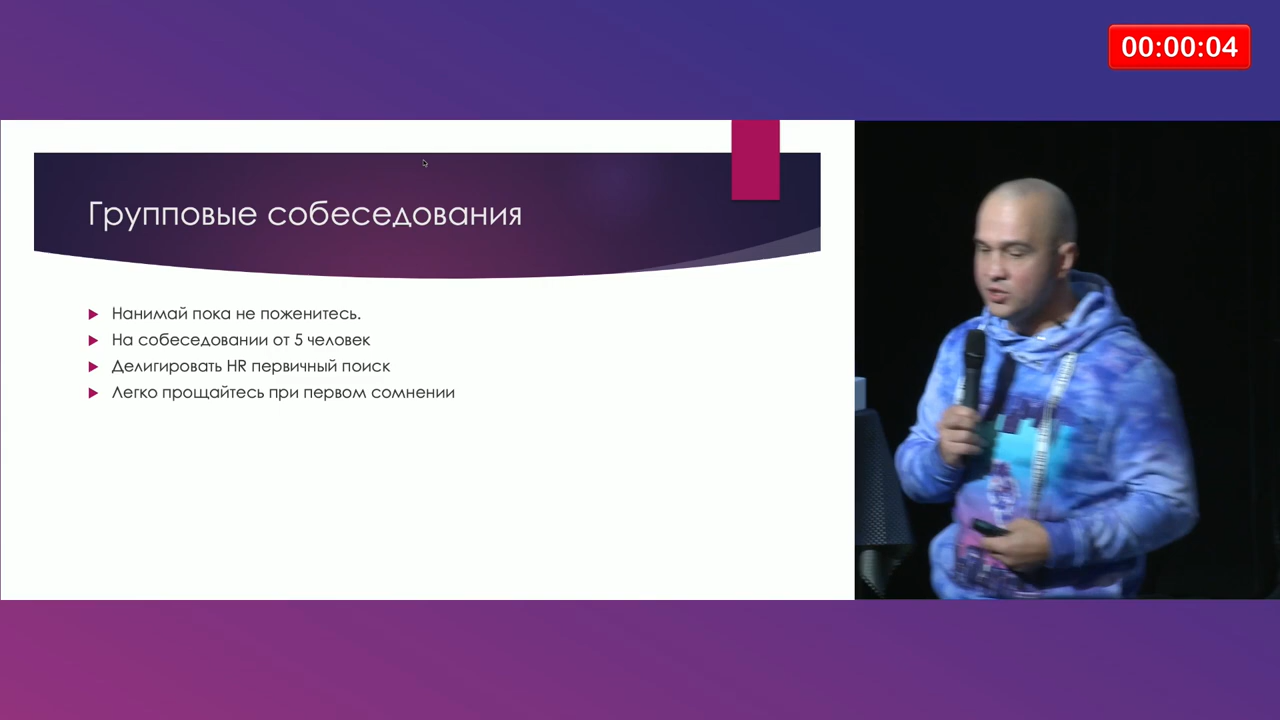 00:00:04
Групповые собеседования
Нанимай пока не поженитесь.
На собеседовании от 5 человек
Делигировать HR первичный поиск
Легко прощайтесь при первом сомнении